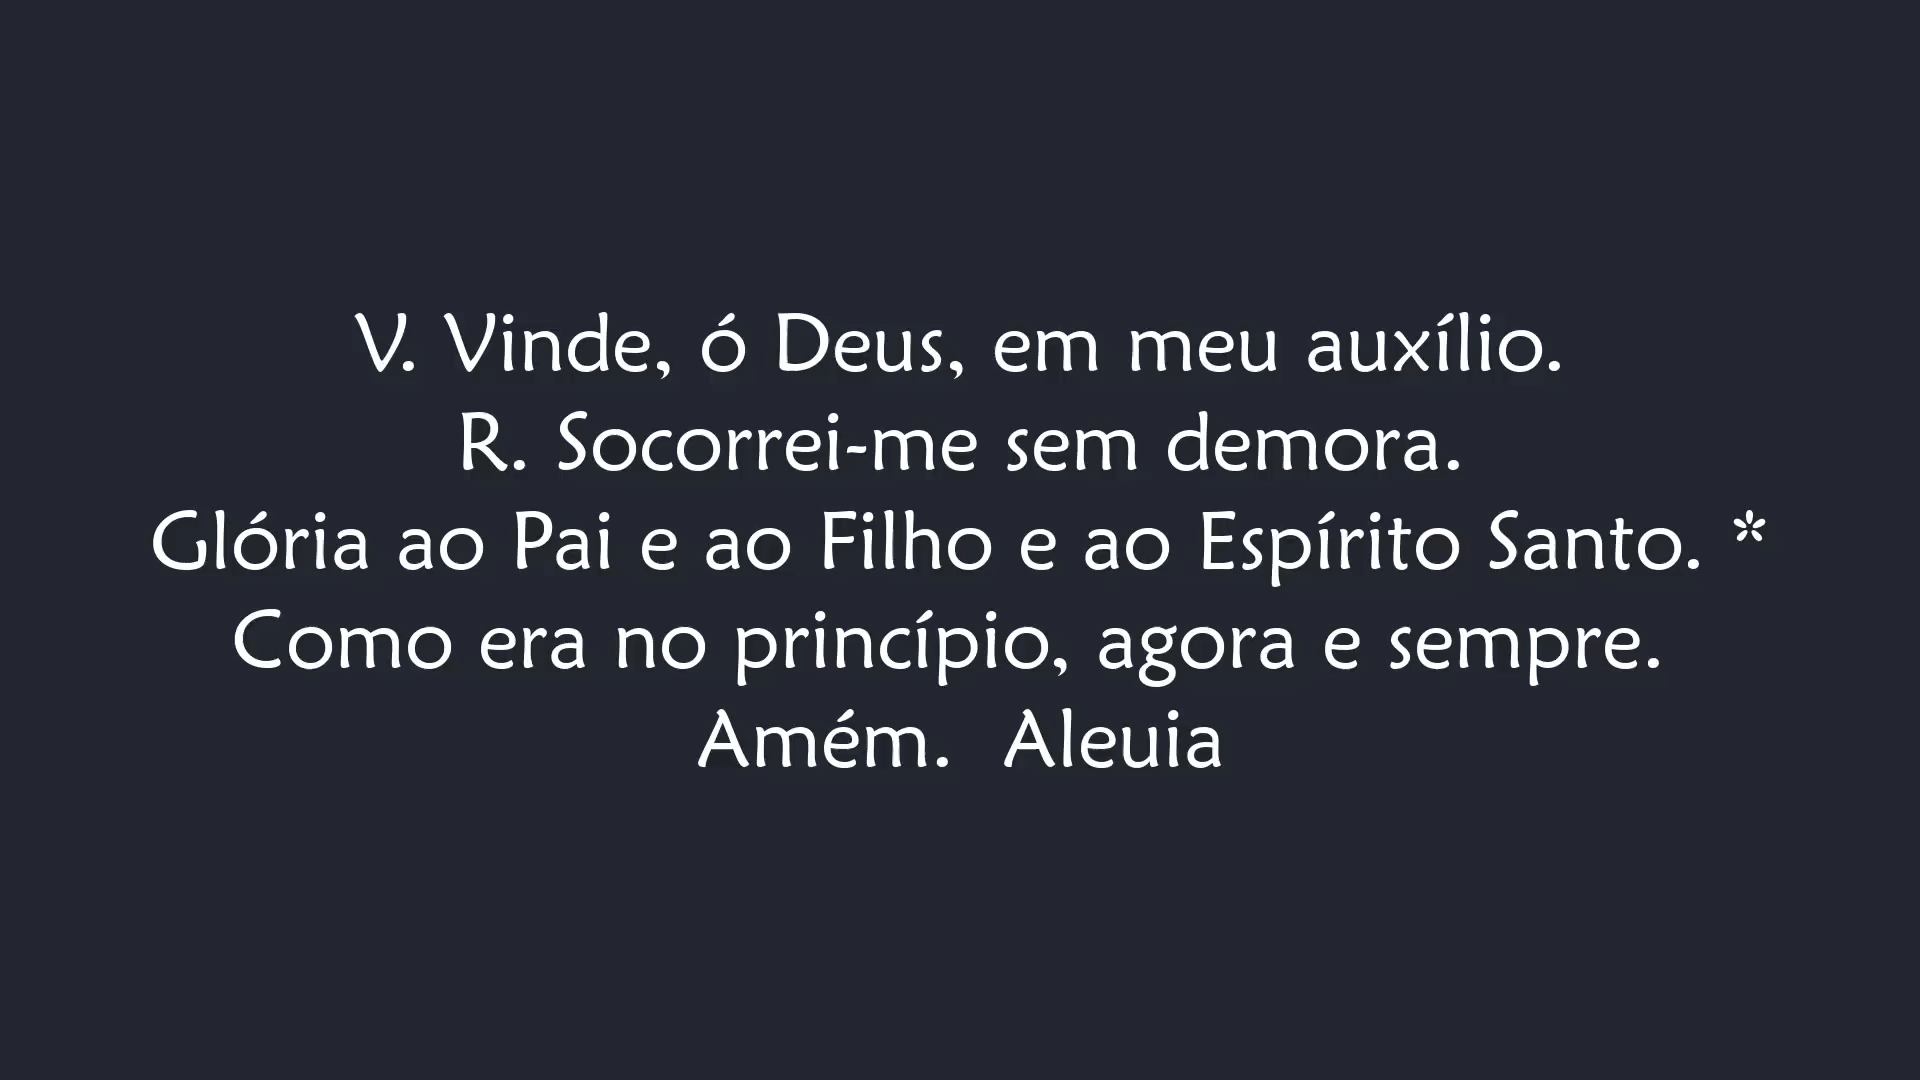 V. Vinde, ó Deus, em meu auxílio.
R. Socorrei-me sem demora.
Glória ao Pai e ao Filho e ao Espírito Santo. *
Como era no princípio, agora e sempre.
Amém.  Aleuia